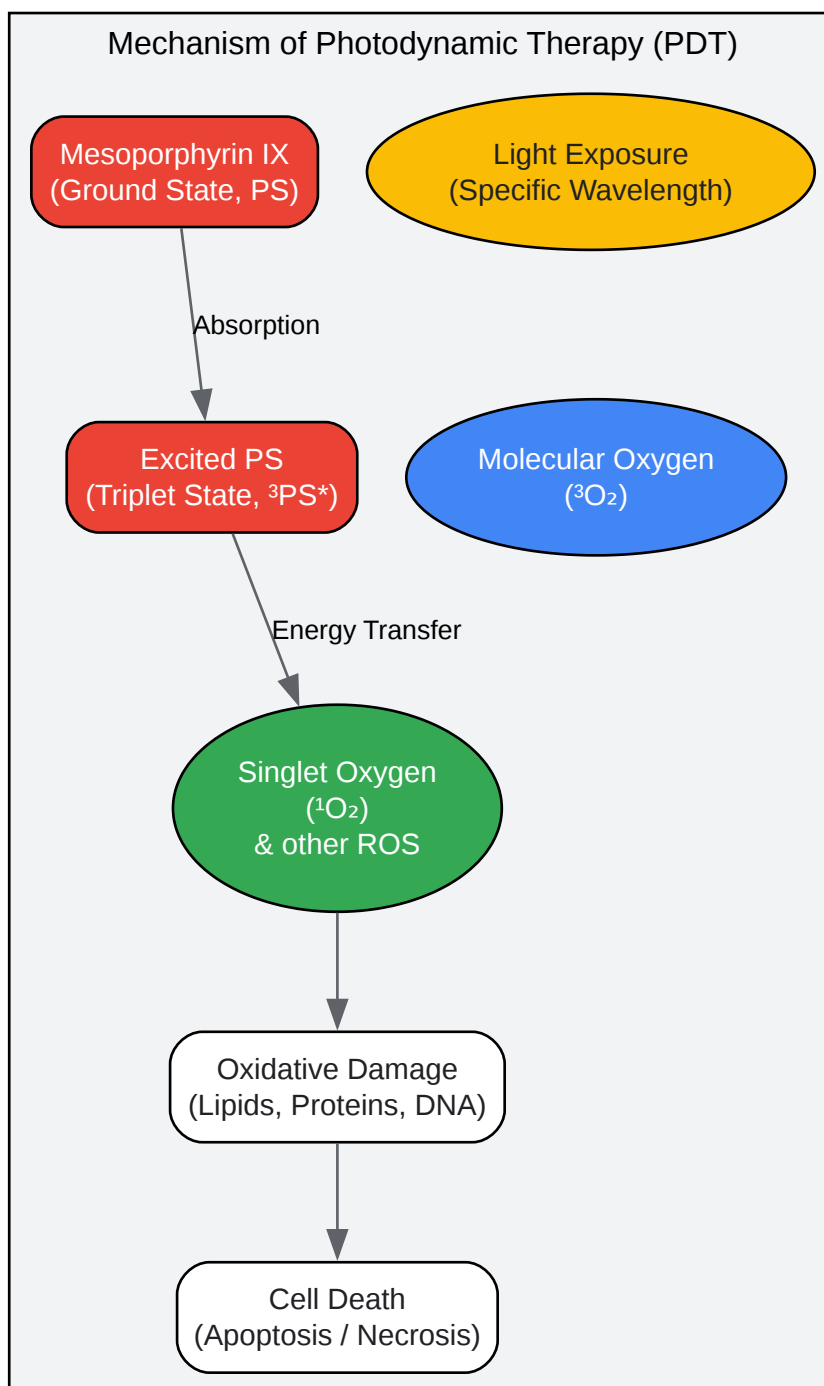 Mechanism of Photodynamic Therapy (PDT)
Mesoporphyrin IX
(Ground State, PS)
Light Exposure
(Specific Wavelength)
Absorption
Excited PS
(Triplet State, ³PS*)
Molecular Oxygen
(³O₂)
Energy Transfer
Singlet Oxygen
(¹O₂)
& other ROS
Oxidative Damage
(Lipids, Proteins, DNA)
Cell Death
(Apoptosis / Necrosis)